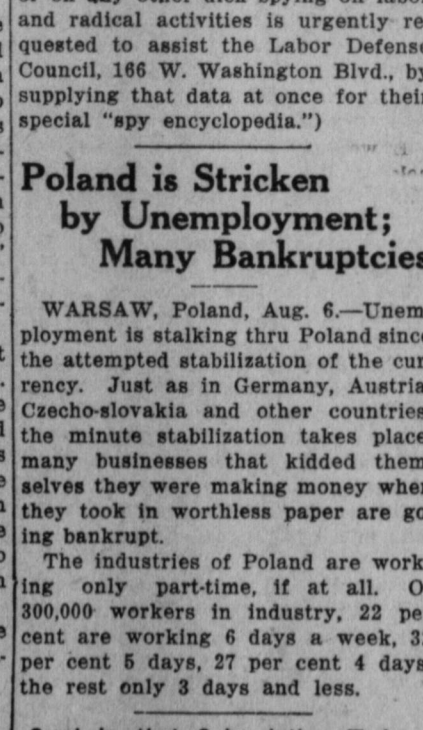 and radical activities is urgently re
quested to assist the Labor Defense
Council, 166 W. Washington Blvd., by
supplying that data at once for their
special "spy encyclopedia.")
Poland is Stricken
by Unemployment;
Many Bankruptcies
WARSAW, Poland, Aug. 6.—Unem
ployment is stalking thru Poland since
the attempted stabilization of the cur
rency. Just as in Germany, Austria
Czecho-slovakia and other countries
the minute stabilization takes place
many businesses that kidded them
selves they were making money when
they took in worthless paper are go
ing bankrupt.
The industries of Poland are work
ing only part-time, if at all. O
300,000 workers in industry, 22 pe
cent are working 6 days a week, 3
per cent 5 days, 27 per cent 4 days
the rest only 3 days and less.